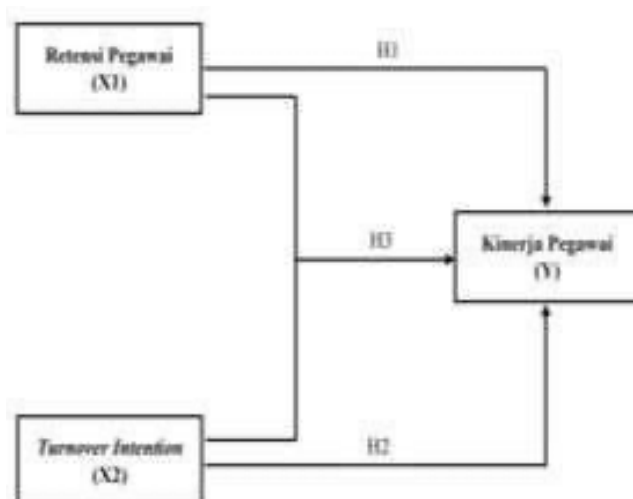 Retensi Pegawai
(X1)
H1
H3
Kinerja Pegawai
(Y)
Turnover Intention
(X2)
H2